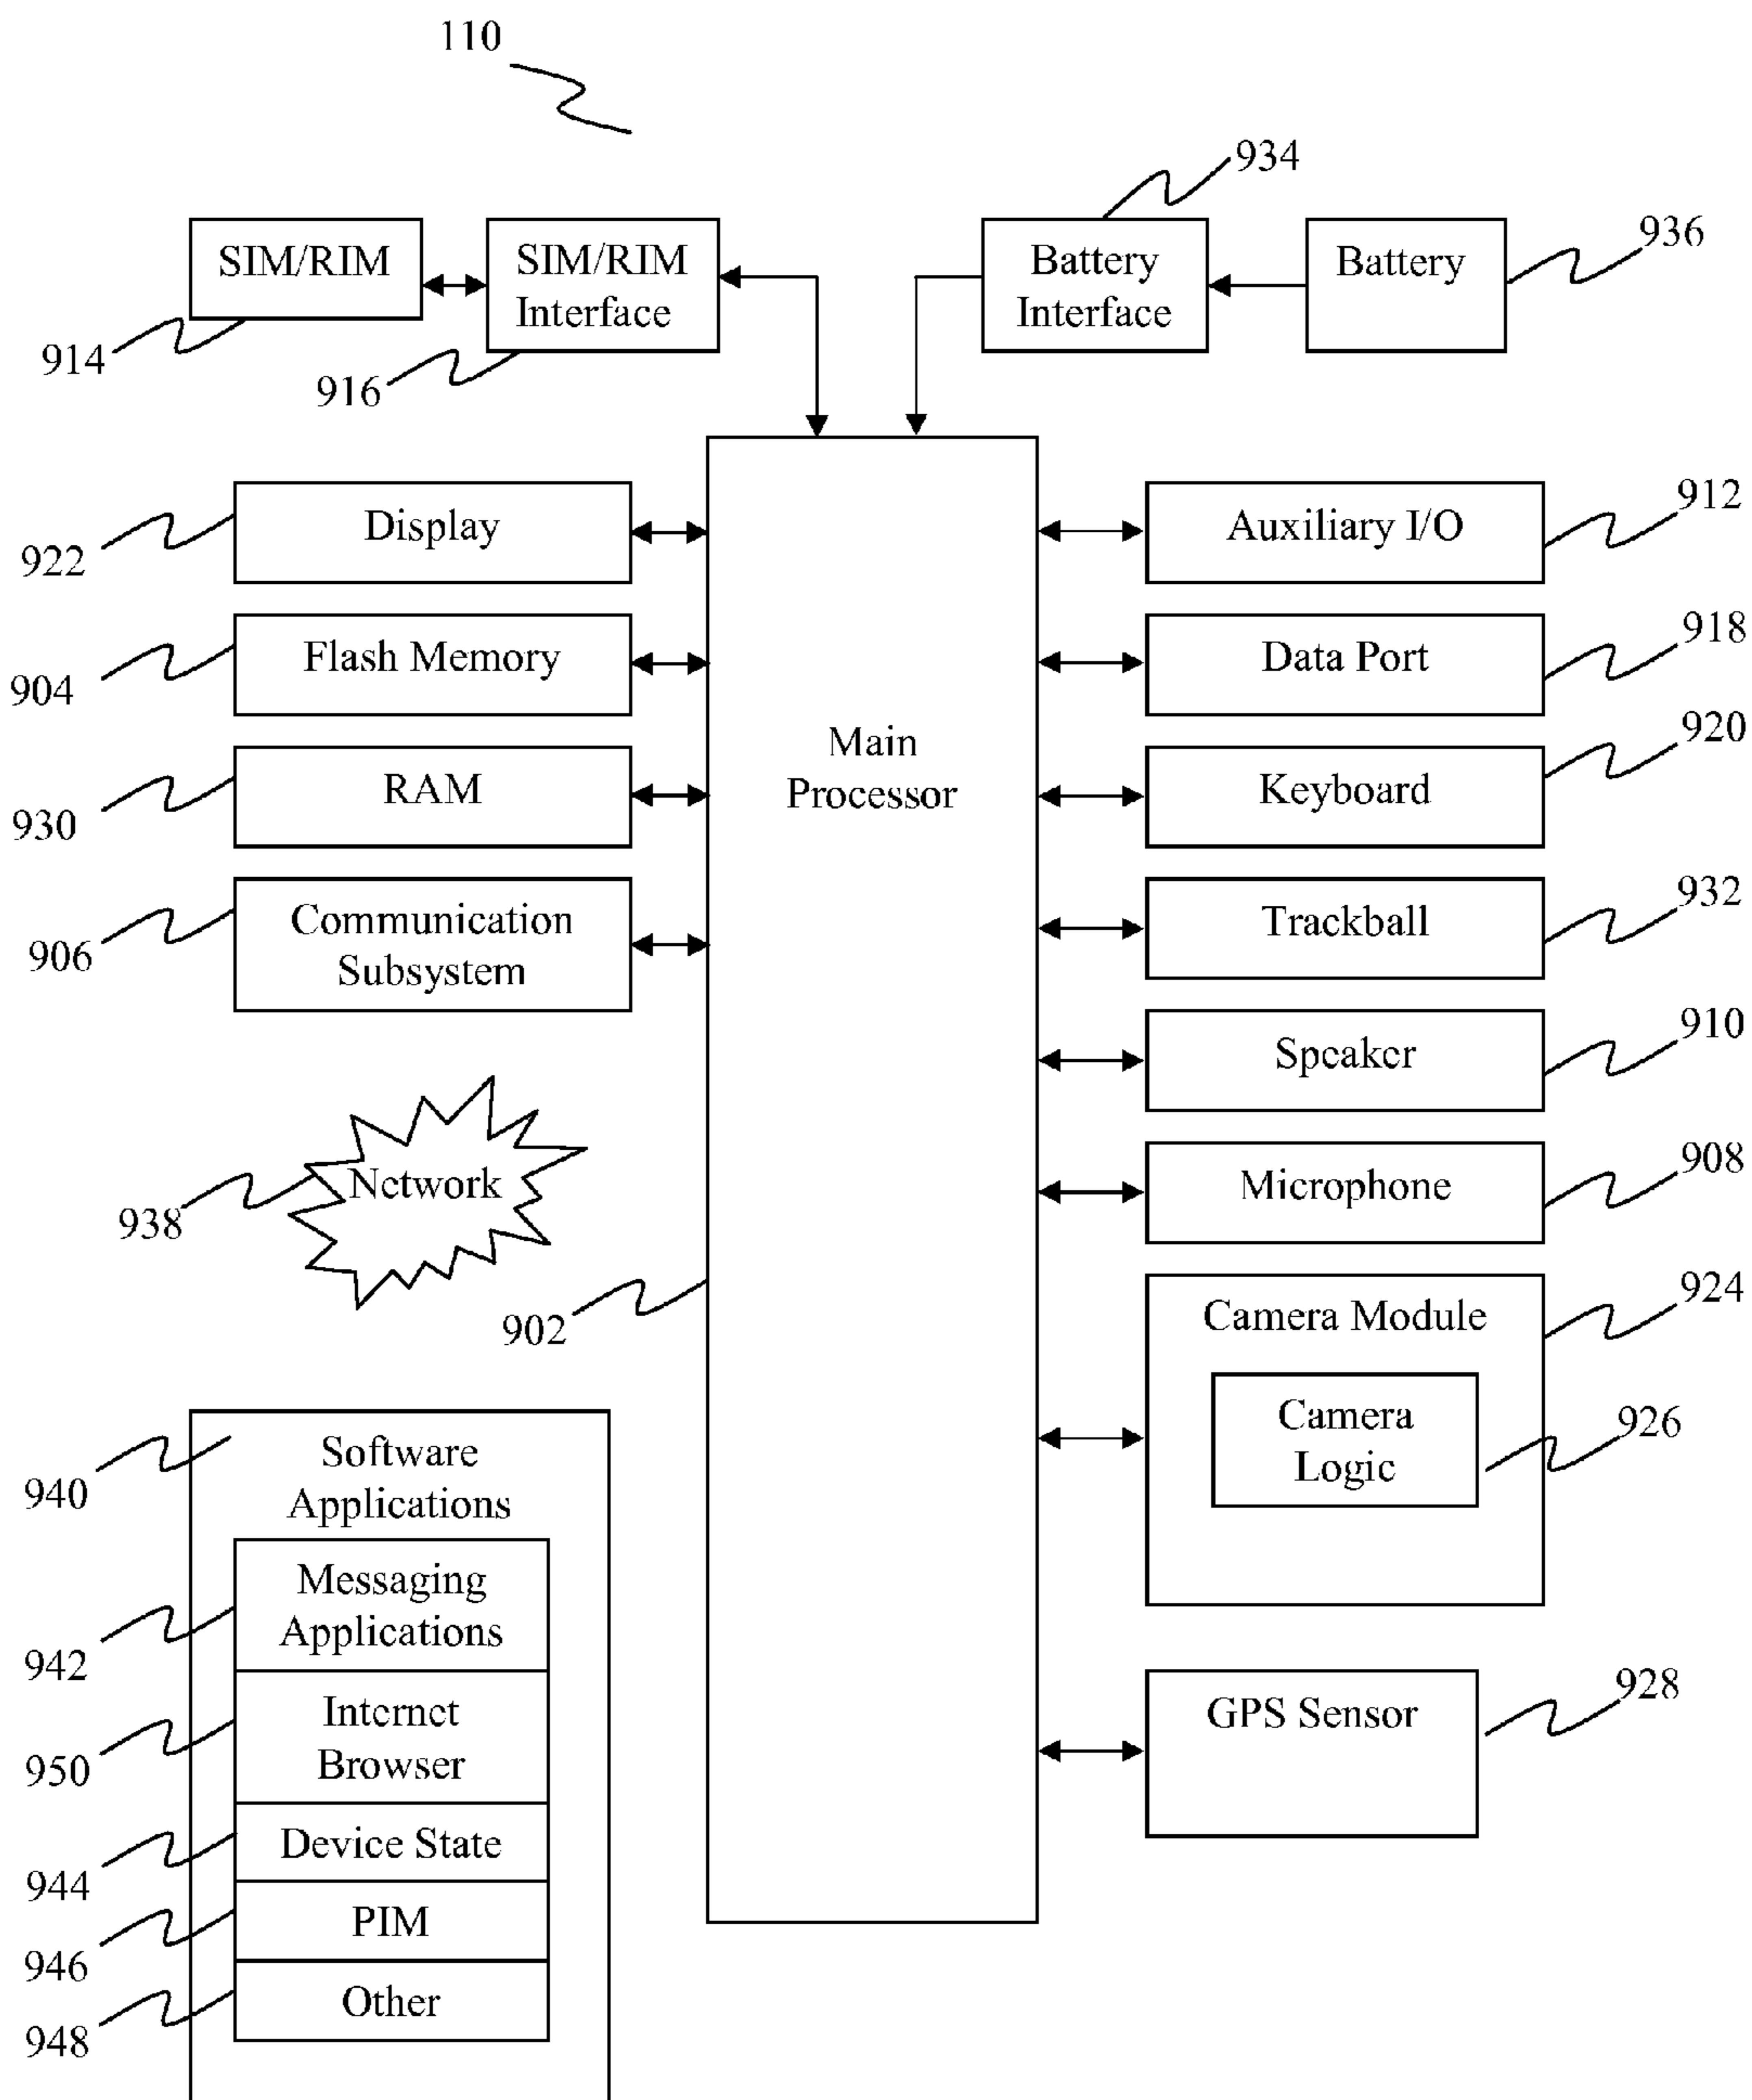 110
934
936
SIM/RIM
SIM/RIM
Interface
Battery
Interface
Battery
914
916
Display
922
Auxiliary I/O
912
Flash Memory
904
Data Port
918
Main
Processor
RAM
930
Keyboard
920
Communication
Subsystem
906
Trackball
932
Speaker
910
Network
938
Microphone
908
902
Camera Module
924
Camera
Logic
926
Software
Applications
940
Messaging
Applications
942
Internet
Browser
950
GPS Sensor
928
Device State
944
PIM
946
Other
948